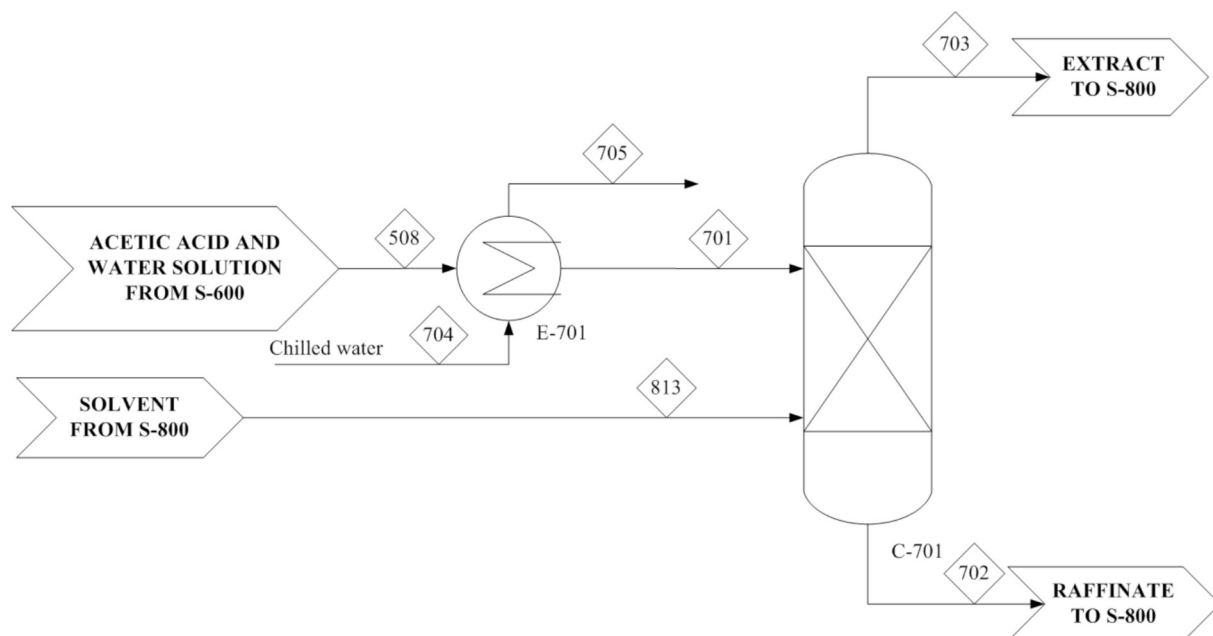 703
EXTRACT
TO S-800
705
ACETIC ACID AND
WATER SOLUTION
FROM S-600
508
701
704
E-701
Chilled water
SOLVENT
FROM S-800
813
C-701
702
RAFFINATE
TO S-800